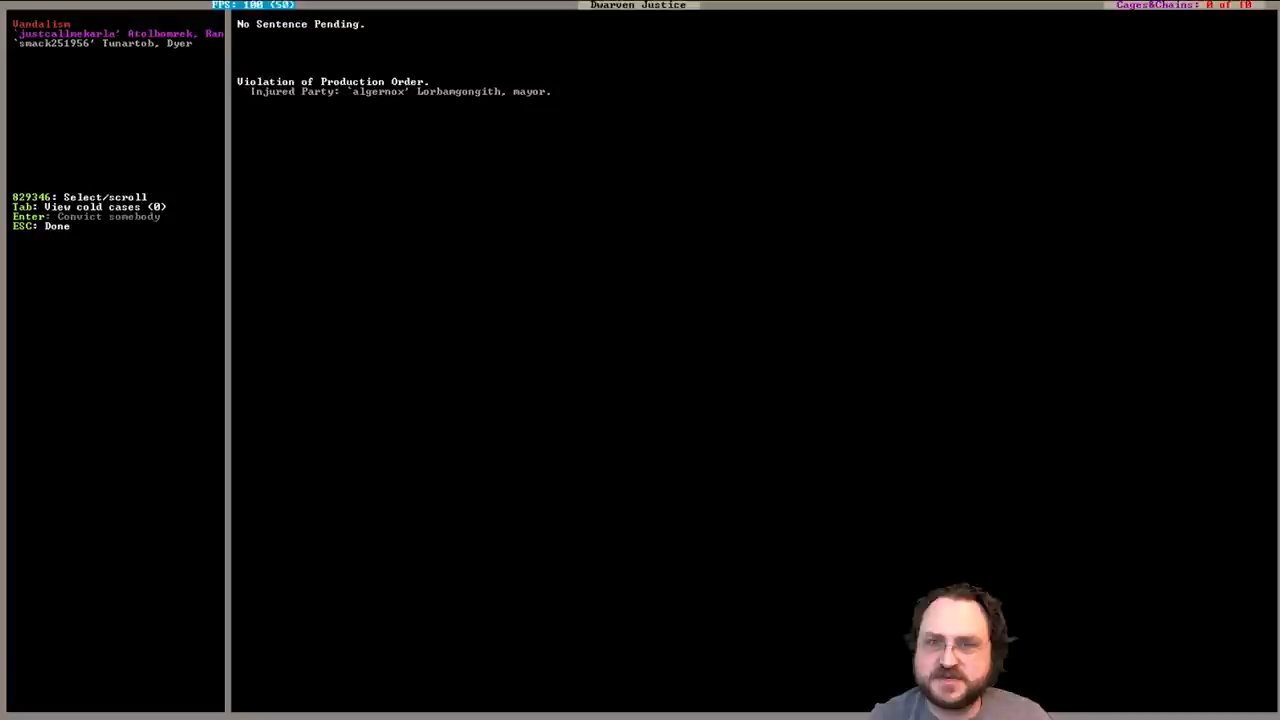 FPS: 100 (50)
Dwarven Justice
Cages&Chains: 0 of 10
Vandalism
`justcallmekarla' Atolhomrek, Ran
`smack251956' Tunartob, Dyer
829346: Select/scroll
Tab: View cold cases (0)
Enter: Convict somebody
ESC: Done
No Sentence Pending.
Violation of Production Order.
Injured Party: `algernox' Lorbamgongith, mayor.